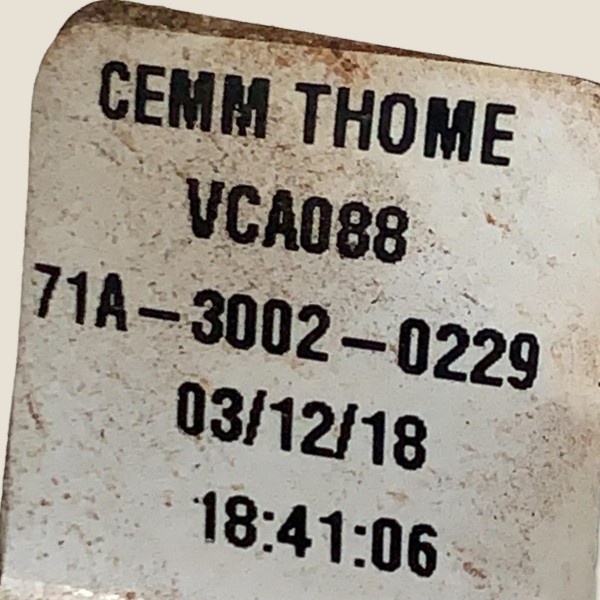 CEMM THOME
VCA088
71A-3002-0229
03/12/18
18:41:06